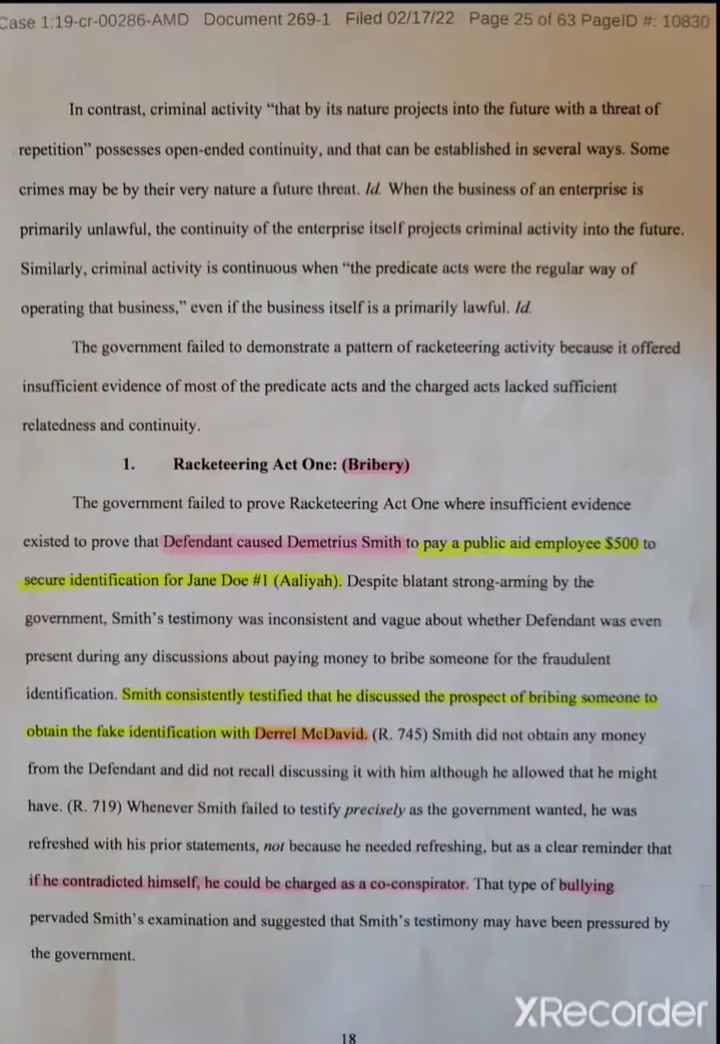 Case 1:19-cr-00286-AMD Document 269-1 Filed 02/17/22 Page 25 of 63 PageID #: 10830
In contrast, criminal activity “that by its nature projects into the future with a threat of
repetition” possesses open-ended continuity, and that can be established in several ways. Some
crimes may be by their very nature a future threat. Id. When the business of an enterprise is
primarily unlawful, the continuity of the enterprise itself projects criminal activity into the future.
Similarly, criminal activity is continuous when “the predicate acts were the regular way of
operating that business,” even if the business itself is a primarily lawful. Id.
The government failed to demonstrate a pattern of racketeering activity because it offered
insufficient evidence of most of the predicate acts and the charged acts lacked sufficient
relatedness and continuity.
1. Racketeering Act One: (Bribery)
The government failed to prove Racketeering Act One where insufficient evidence
existed to prove that Defendant caused Demetrius Smith to pay a public aid employee $500 to
secure identification for Jane Doe #1 (Aaliyah). Despite blatant strong-arming by the
government, Smith’s testimony was inconsistent and vague about whether Defendant was even
present during any discussions about paying money to bribe someone for the fraudulent
identification. Smith consistently testified that he discussed the prospect of bribing someone to
obtain the fake identification with Derrel McDavid. (R. 745) Smith did not obtain any money
from the Defendant and did not recall discussing it with him although he allowed that he might
have. (R. 719) Whenever Smith failed to testify precisely as the government wanted, he was
refreshed with his prior statements, not because he needed refreshing, but as a clear reminder that
if he contradicted himself, he could be charged as a co-conspirator. That type of bullying
pervaded Smith’s examination and suggested that Smith’s testimony may have been pressured by
the government.
XRecorder
18